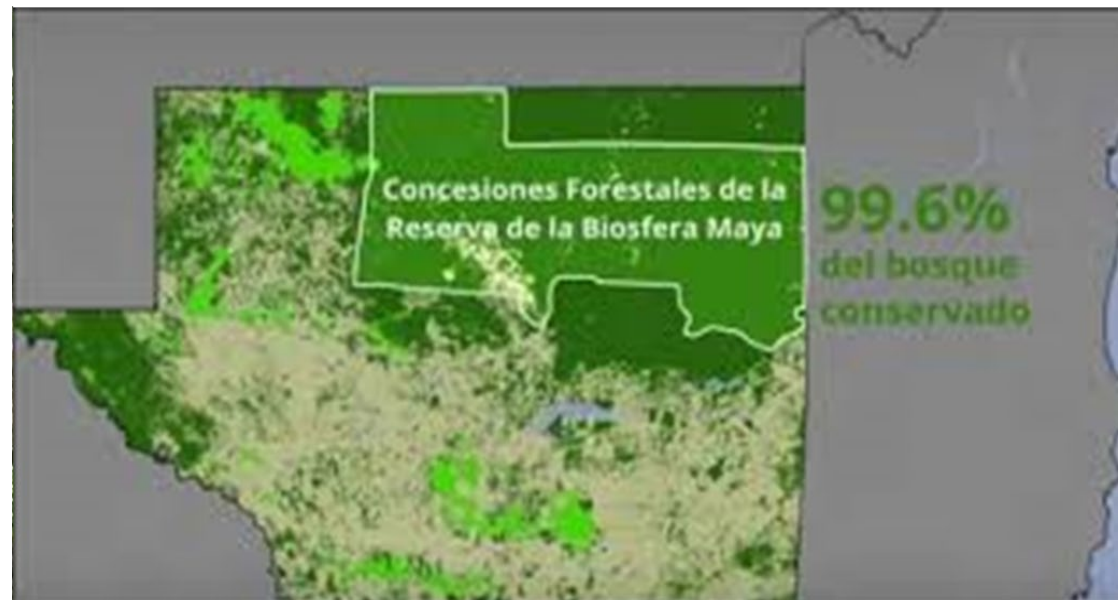 Concesiones Forestales de la
Reserva de la Biosfera Maya
99.6%
del bosque
conservado